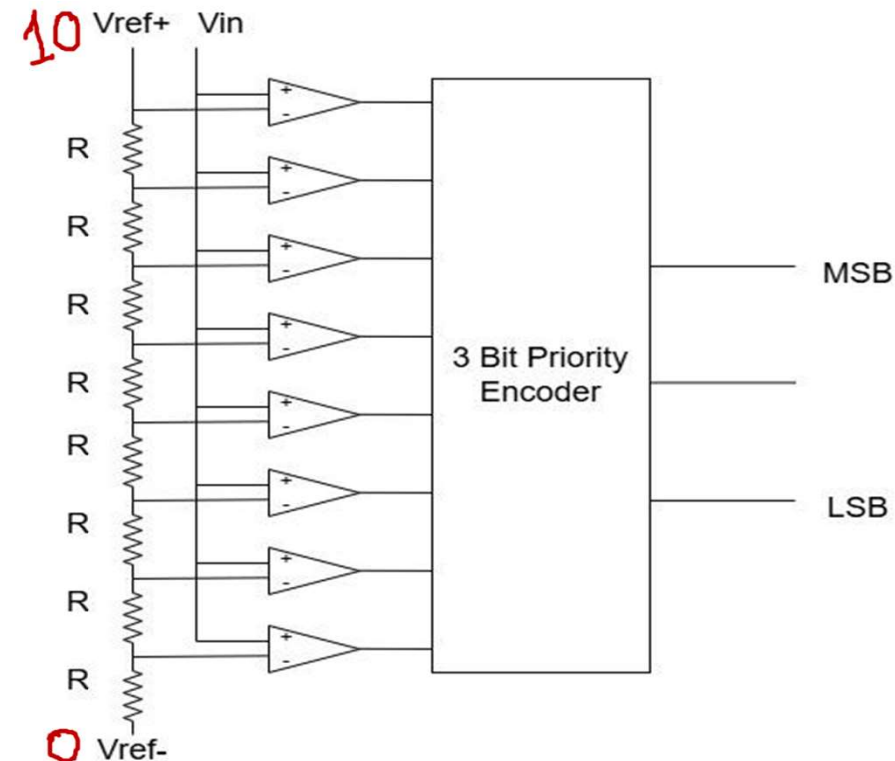 10 Vref+ Vin
+
-
R
+
-
R
+
-
R
+
-
3 Bit Priority
Encoder
MSB
R
+
-
R
+
-
LSB
R
+
-
R
+
-
R
0 Vref-